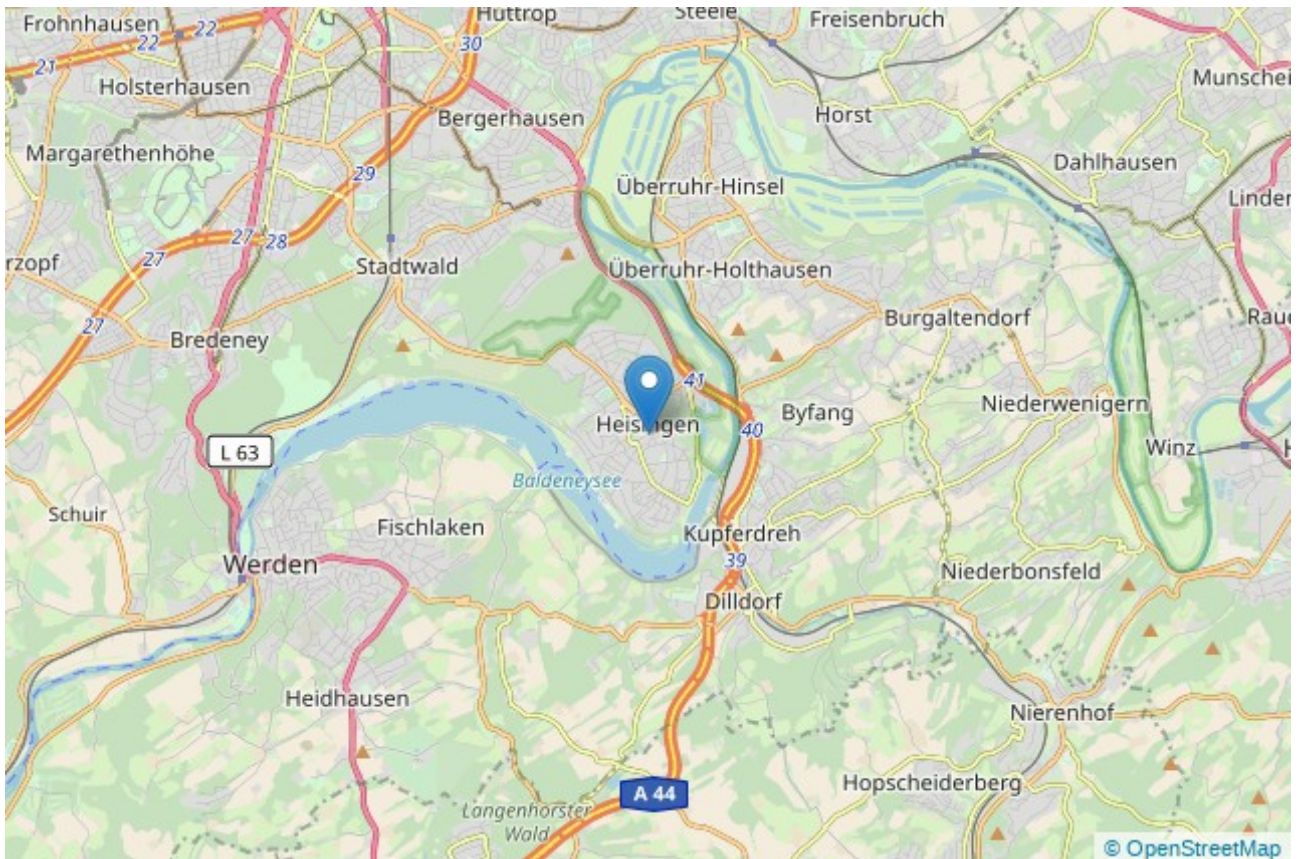 Frohnhausen
22
22
21
Holsterhausen
Huttrop
30
Steele
Freisenbruch
Munschei
Bergerhausen
Horst
Margarethenhöhe
29
Dahlhausen
Überruhr-Hinsel
Linden
27
28
27
rzopf
Stadtwald
Überruhr-Holthausen
27
Bredeney
Burgaltendorf
Rau
41
Heisingen
Byfang
Niederwenigern
40
Winz
H
L 63
Baldeneysee
Schuir
Fischlaken
Kupferdreh
Werden
39
Niederbonsfeld
Dilldorf
Heidhausen
Nierenhof
A 44
Hopscheiderberg
Langenhorster
Wald
© OpenStreetMap